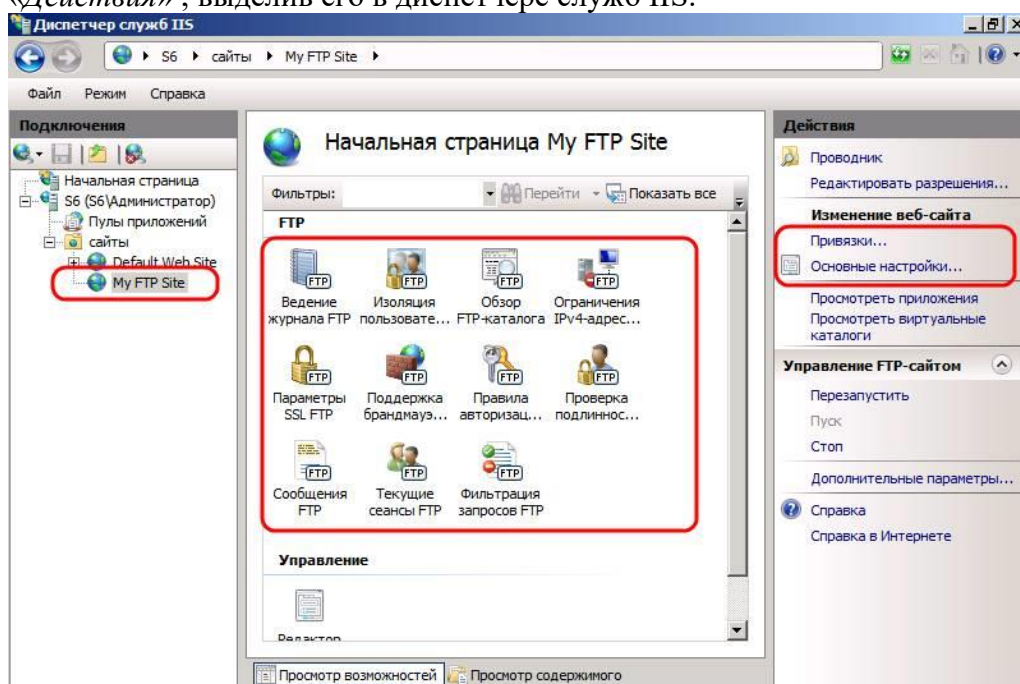 «Действия», выделив его в диспетчере служб IIS.
Диспетчер служб IIS
S6 сайты My FTP Site
Файл Режим Справка
Подключения
Начальная страница
S6 (S6\Администратор)
Пулы приложений
сайты
Default Web Site
My FTP Site
Начальная страница My FTP Site
Фильтры: Перейти Показать все
FTP
Ведение
журнала FTP
Изоляция
пользовате...
Обзор
FTP-каталога
Ограничения
IPv4-адрес...
Параметры
SSL FTP
Поддержка
брандмауэ...
Правила
авторизац...
Проверка
подлиннос...
Сообщения
FTP
Текущие
сеансы FTP
Фильтрация
запросов FTP
Управление
Редактор
Просмотр возможностей Просмотр содержимого
Действия
Проводник
Редактировать разрешения...
Изменение веб-сайта
Привязки...
Основные настройки...
Просмотреть приложения
Просмотреть виртуальные
каталоги
Управление FTP-сайтом
Перезапустить
Пуск
Стоп
Дополнительные параметры...
Справка
Справка в Интернете